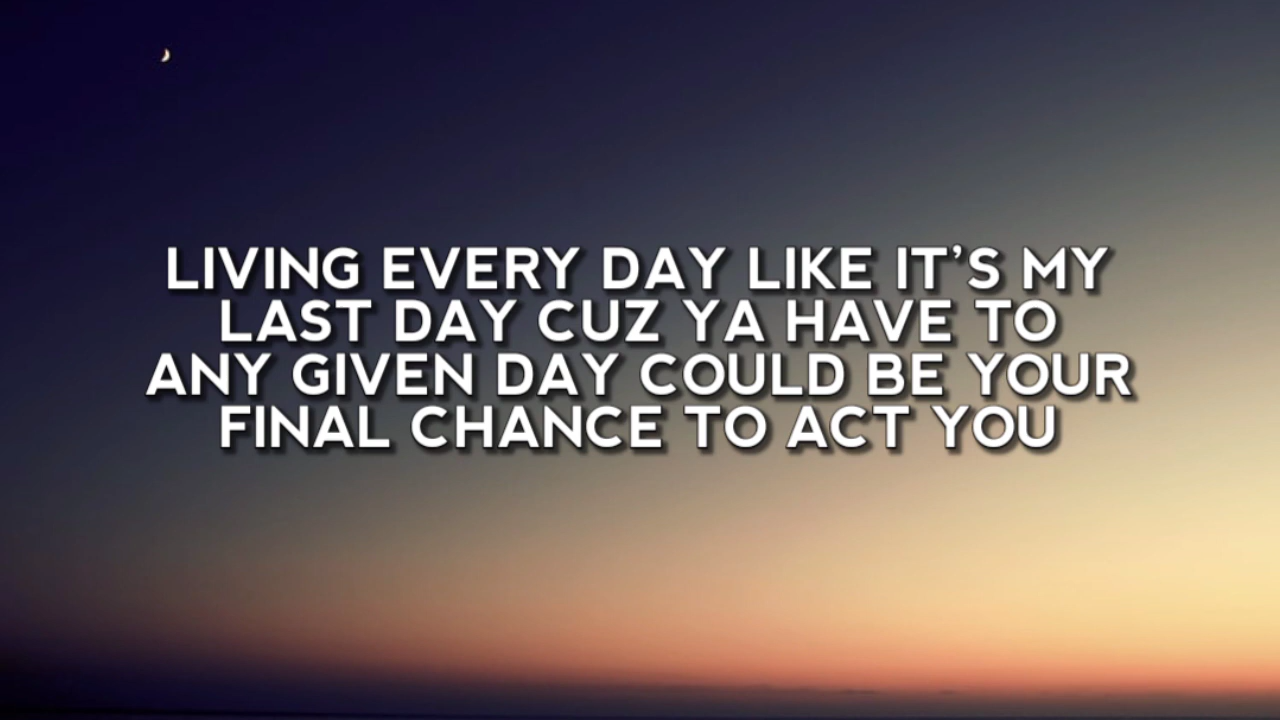 LIVING EVERY DAY LIKE IT'S MY
LAST DAY CUZ YA HAVE TO
ANY GIVEN DAY COULD BE YOUR
FINAL CHANCE TO ACT YOU